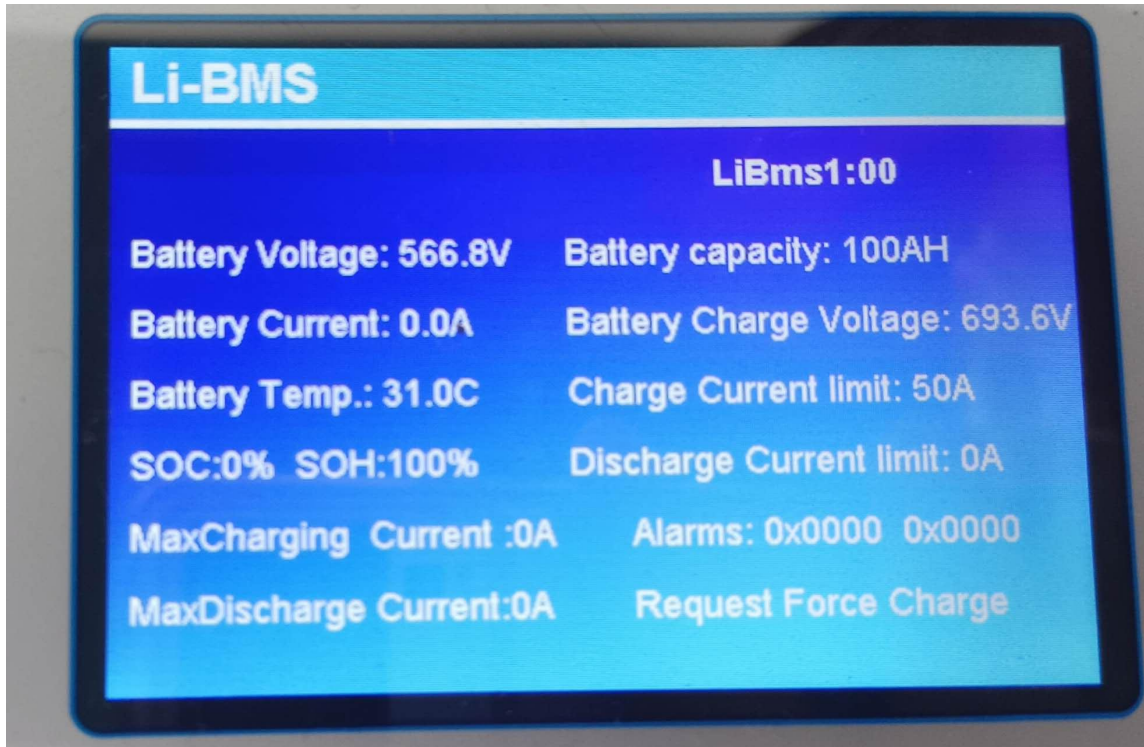 Li-BMS
LiBms1:00
Battery Voltage: 566.8V Battery capacity: 100AH
Battery Current: 0.0A Battery Charge Voltage: 693.6V
Battery Temp.: 31.0C Charge Current limit: 50A
SOC:0% SOH:100% Discharge Current limit: 0A
MaxCharging Current :0A Alarms: 0x0000 0x0000
MaxDischarge Current:0A Request Force Charge